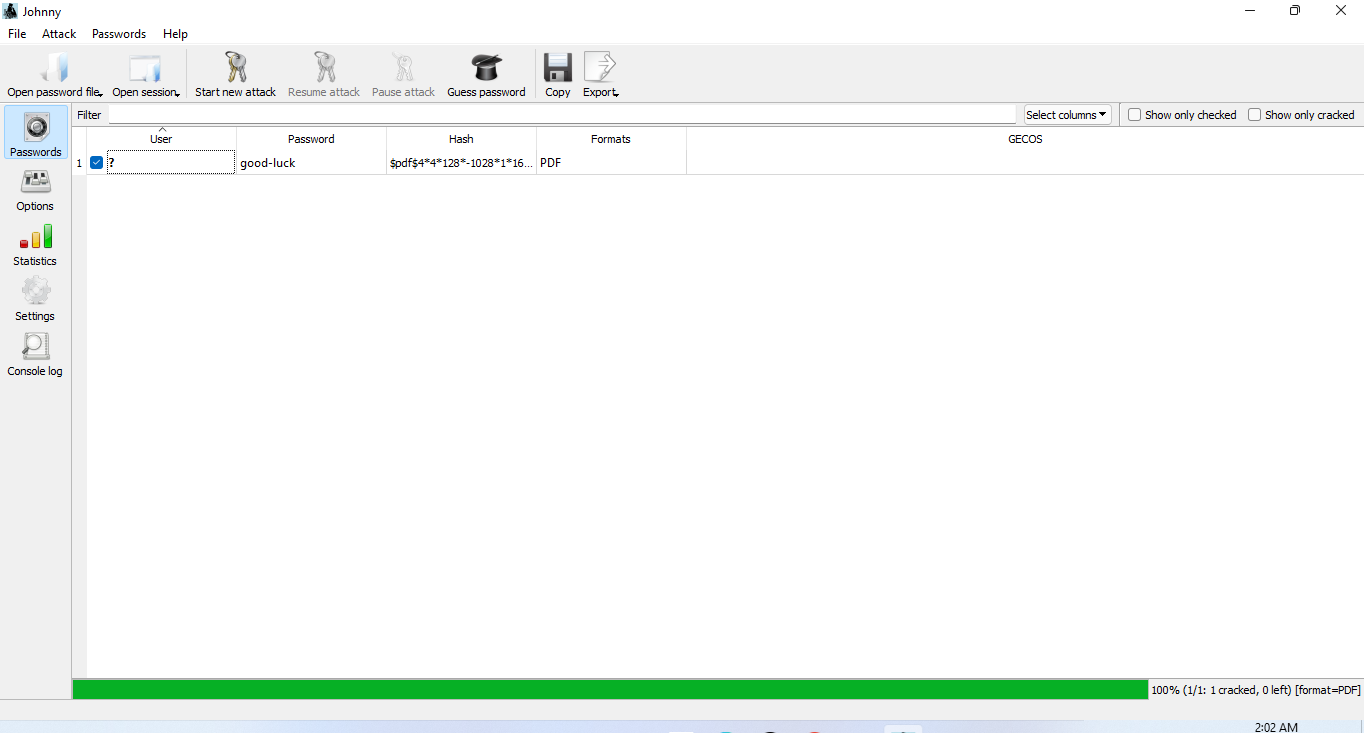 Johnny
File Attack Passwords Help
Open password file Open session Start new attack Resume attack Pause attack Guess password Copy Export
Passwords
Options
Statistics
Settings
Console log
Filter Select columns Show only checked Show only cracked
User Password Hash Formats GECOS
1 ? good-luck $pdf$4*4*128*-1028*1*16... PDF
100% (1/1: 1 cracked, 0 left) [format=PDF]
2:02 AM